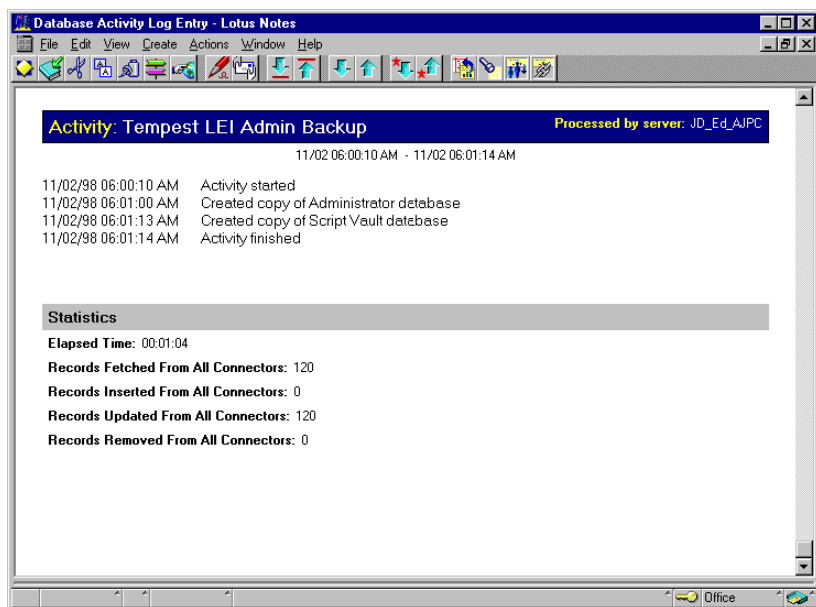 Database Activity Log Entry - Lotus Notes
File Edit View Create Actions Window Help
Activity: Tempest LEI Admin Backup
Processed by server: JD_Ed_AJPC
11/02 06:00:10 AM - 11/02 06:01:14 AM
11/02/98 06:00:10 AM Activity started
11/02/98 06:01:00 AM Created copy of Administrator database
11/02/98 06:01:13 AM Created copy of Script Vault database
11/02/98 06:01:14 AM Activity finished
Statistics
Elapsed Time: 00:01:04
Records Fetched From All Connectors: 120
Records Inserted From All Connectors: 0
Records Updated From All Connectors: 120
Records Removed From All Connectors: 0
Office